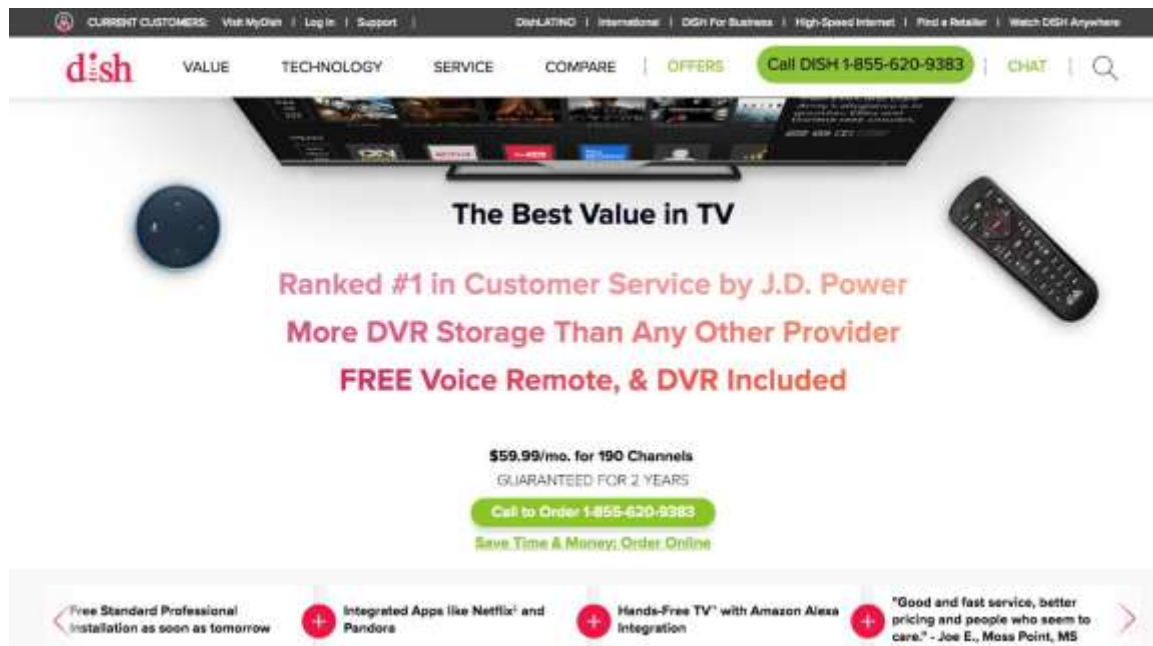 CURRENT CUSTOMERS: Visit MyDish | Log In | Support | DishLATINO | International | DISH For Business | High-Speed Internet | Find a Retailer | Watch DISH Anywhere
dish VALUE TECHNOLOGY SERVICE COMPARE | OFFERS Call DISH 1-855-620-9383 | CHAT |
The Best Value in TV
Ranked #1 in Customer Service by J.D. Power
More DVR Storage Than Any Other Provider
FREE Voice Remote, & DVR Included
$59.99/mo. for 190 Channels
GUARANTEED FOR 2 YEARS
Call to Order 1-855-620-9383
Save Time & Money; Order Online
Free Standard Professional
Installation as soon as tomorrow
Integrated Apps like Netflix¹ and
Pandora
Hands-Free TV™ with Amazon Alexa
Integration
"Good and fast service, better
pricing and people who seem to
care." - Joe E., Moss Point, MS